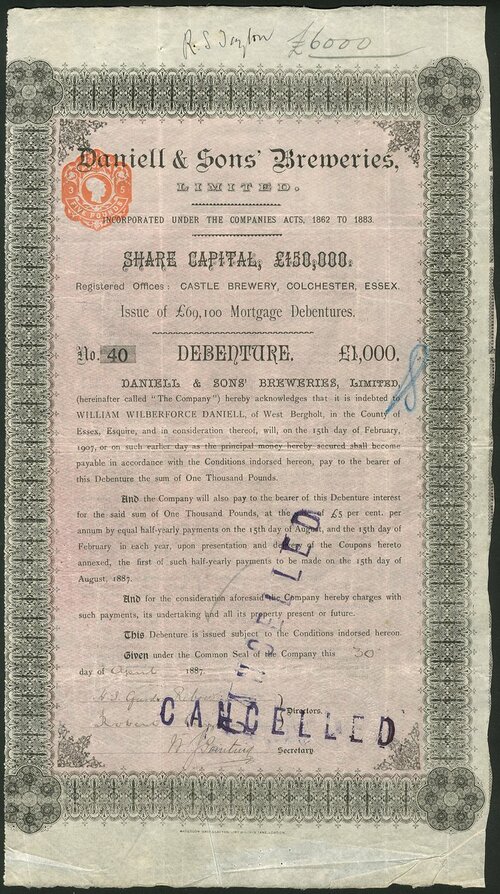 R. S. Taylor £6000
Daniell & Sons' Breweries,
LIMITED.
FIVE POUNDS
INCORPORATED UNDER THE COMPANIES ACTS, 1862 TO 1883.
SHARE CAPITAL, £150,000.
Registered Offices: CASTLE BREWERY, COLCHESTER, ESSEX.
Issue of £69,100 Mortgage Debentures.
No. 40 DEBENTURE. £1,000.
DANIELL & SONS' BREWERIES, LIMITED,
(hereinafter called "The Company") hereby acknowledges that it is indebted to
WILLIAM WILBERFORCE DANIELL, of West Bergholt, in the County of
Essex, Esquire, and in consideration thereof, will, on the 15th day of February,
1907, or on such earlier day as the principal money hereby secured shall become
payable in accordance with the Conditions indorsed hereon, pay to the bearer of
this Debenture the sum of One Thousand Pounds.
And the Company will also pay to the bearer of this Debenture interest
for the said sum of One Thousand Pounds, at the of £5 per cent. per
annum by equal half-yearly payments on the 15th day of August, and the 15th day of
February in each year, upon presentation and delivery of the Coupons hereto
annexed, the first of such half-yearly payments to be made on the 15th day of
August, 1887.
And for the consideration aforesaid Company hereby charges with
such payments, its undertaking and all its property present or future.
This Debenture is issued subject to the Conditions indorsed hereon.
Given under the Common Seal of the Company this 30
day of April 1887.
CANCELLED
Directors.
CANCELLED
Secretary.